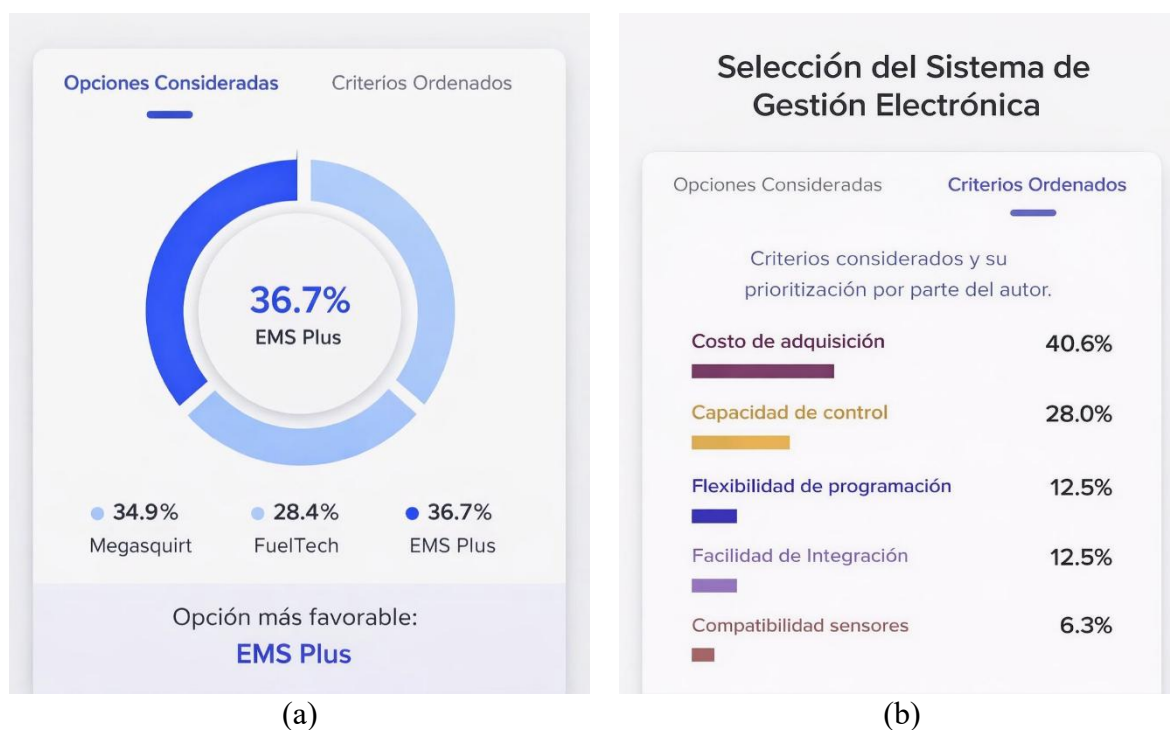 Opciones Consideradas
Criterios Ordenados
36.7%
EMS Plus
34.9%
Megasquirt
28.4%
FuelTech
36.7%
EMS Plus
Opción más favorable:
EMS Plus
(a)
Selección del Sistema de
Gestión Electrónica
Opciones Consideradas
Criterios Ordenados
Criterios considerados y su
prioritización por parte del autor.
Costo de adquisición 40.6%
Capacidad de control 28.0%
Flexibilidad de programación 12.5%
Facilidad de Integración 12.5%
Compatibilidad sensores 6.3%
(b)